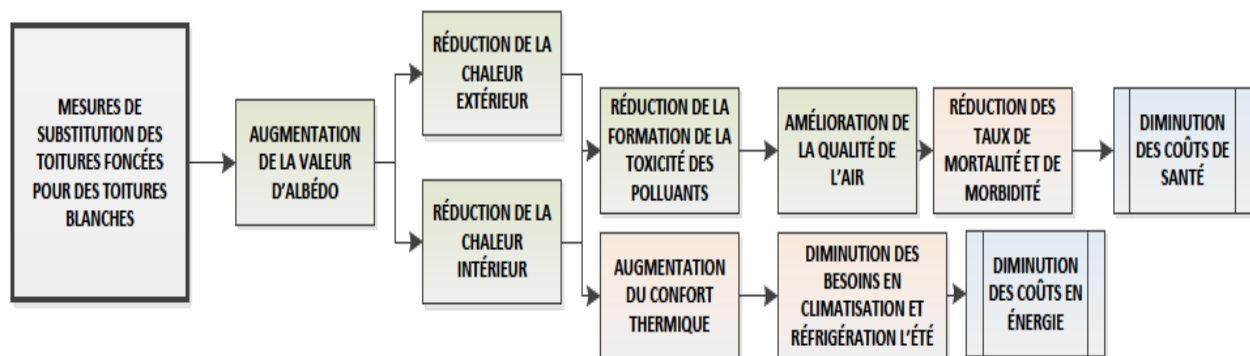 MESURES DE
SUBSTITUTION DES
TOITURES FONCÉES
POUR DES TOITURES
BLANCHES
AUGMENTATION
DE LA VALEUR
D'ALBÉDO
RÉDUCTION DE LA
CHALEUR
EXTÉRIEUR
RÉDUCTION DE LA
CHALEUR
INTÉRIEUR
RÉDUCTION DE LA
FORMATION DE LA
TOXICITÉ DES
POLLUANTS
AMÉLIORATION DE
LA QUALITÉ DE
L'AIR
RÉDUCTION DES
TAUX DE
MORTALITÉ ET DE
MORBIDITÉ
DIMINUTION
DES COÛTS DE
SANTÉ
AUGMENTATION
DU CONFORT
THERMIQUE
DIMINUTION DES
BESOINS EN
CLIMATISATION ET
RÉFRIGÉRATION L'ÉTÉ
DIMINUTION
DES COÛTS EN
ÉNERGIE